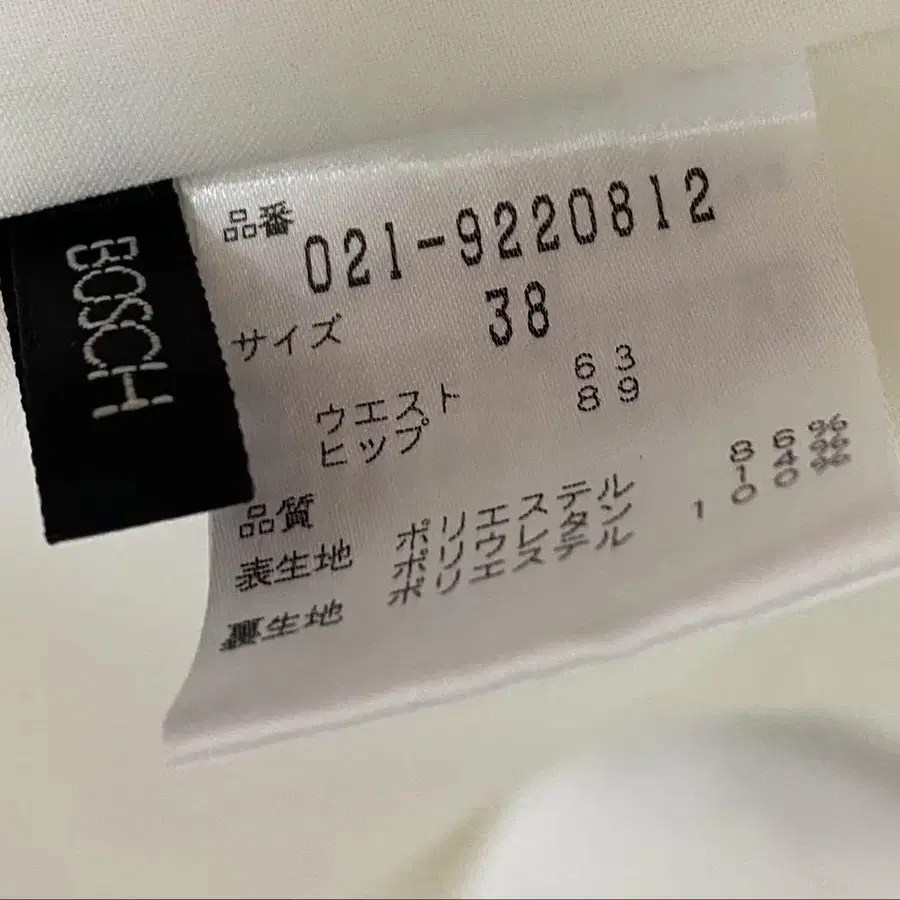 BOSCH
品番
021-9220812
サイズ 38
ウエスト 63
ヒップ 89
品質
表生地 ポリエステル 86%
ポリウレタン 14%
裏生地 ポリエステル 100%